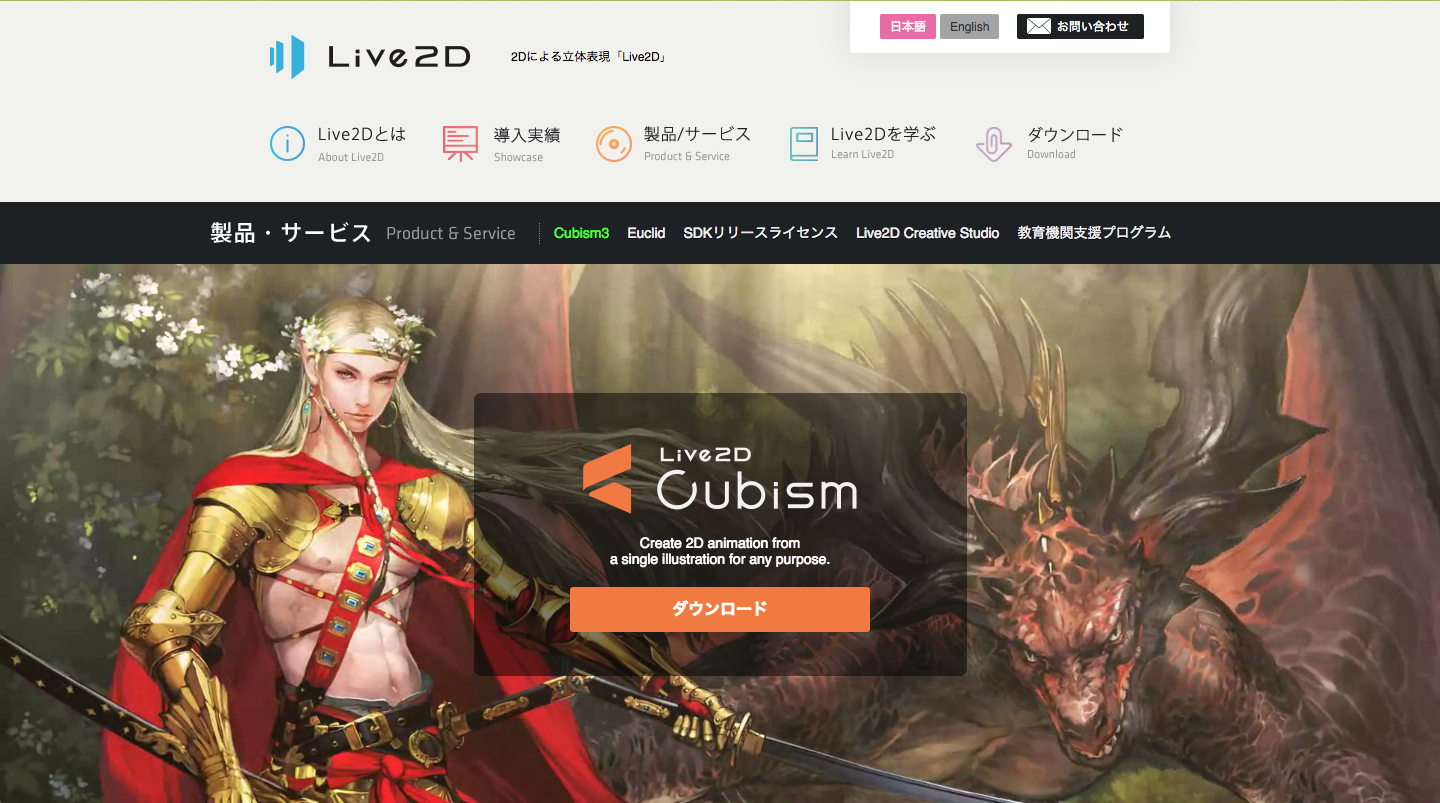 日本語
English
お問い合わせ
Live2D
2Dによる立体表現「Live2D」
Live2Dとは
About Live2D
導入実績
Showcase
製品/サービス
Product & Service
Live2Dを学ぶ
Learn Live2D
ダウンロード
Download
製品・サービス Product & Service
Cubism3 Euclid SDKリリースライセンス Live2D Creative Studio 教育機関支援プログラム
Live2D
Cubism
Create 2D animation from
a single illustration for any purpose.
ダウンロード